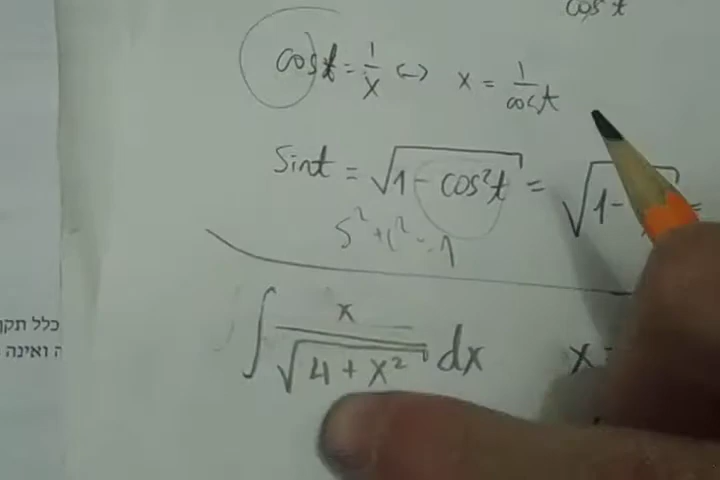 cos t
cos t = 1/x ↔ x = 1/cos t
sin t = √(1 - cos²t) = √(1 -
s² + c² = 1
∫ x/√(4 + x²) dx x =
כלל תקן
ה ואינה